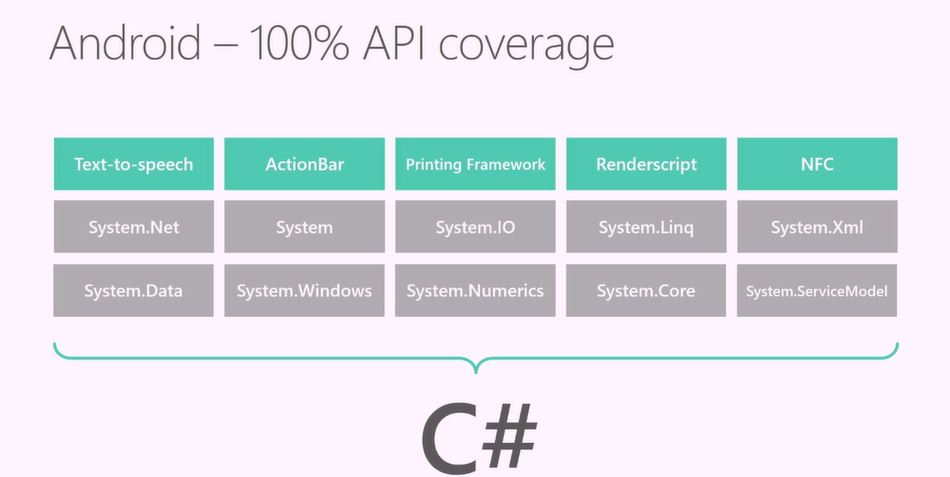 Android – 100% API coverage
Text-to-speech ActionBar Printing Framework Renderscript NFC
System.Net System System.IO System.Linq System.Xml
System.Data System.Windows System.Numerics System.Core System.ServiceModel
C#